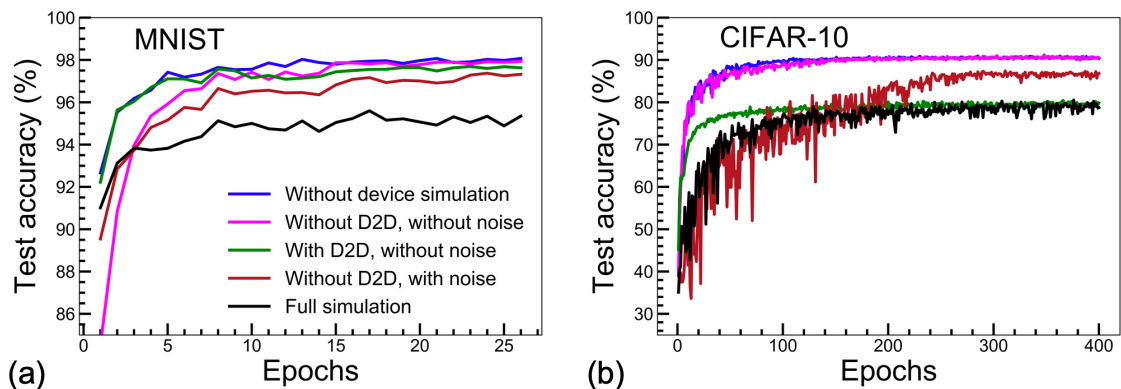 MNIST
Test accuracy (%)
100
98
96
94
92
90
88
86
Without device simulation
Without D2D, without noise
With D2D, without noise
Without D2D, with noise
Full simulation
0 5 10 15 20 25
Epochs
(a)
CIFAR-10
Test accuracy (%)
100
90
80
70
60
50
40
30
0 100 200 300 400
Epochs
(b)